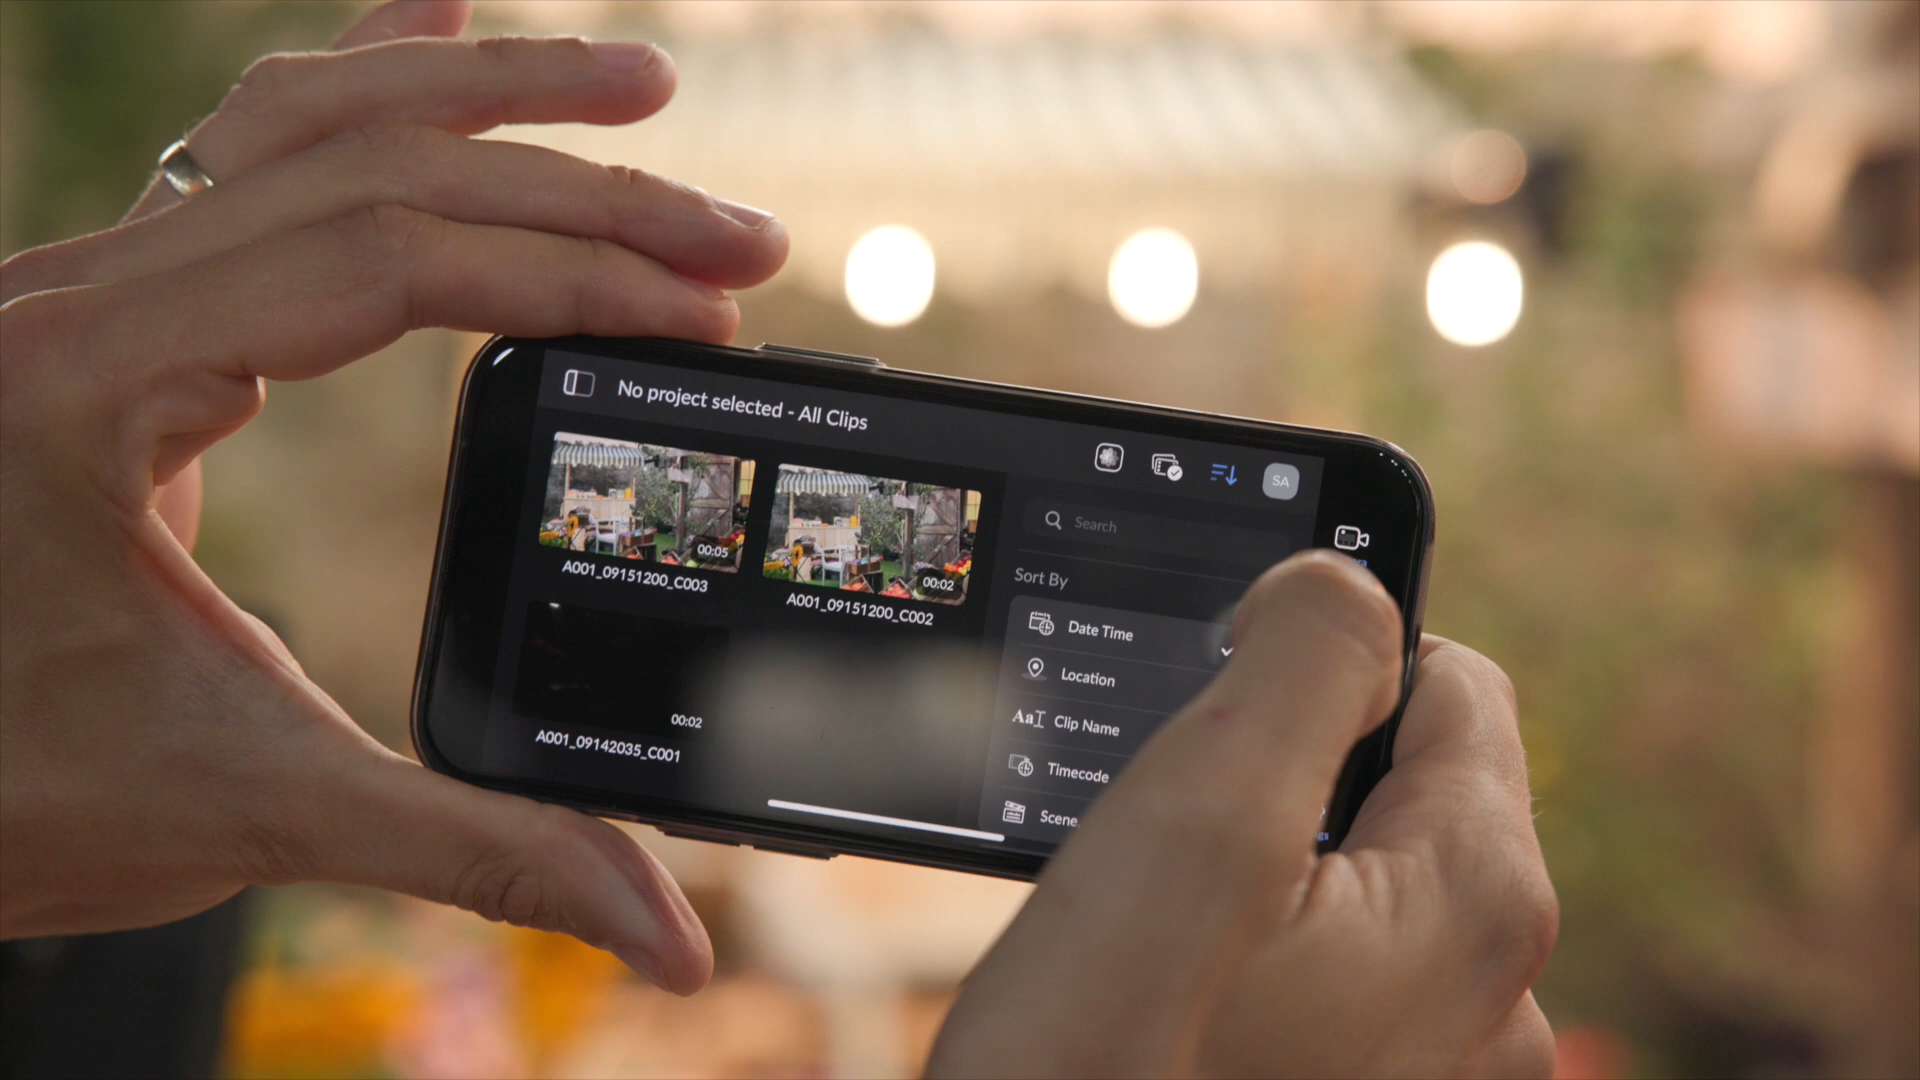 No project selected - All Clips
SA
Search
00:05
A001_09151200_C003
00:02
A001_09151200_C002
00:02
A001_09142035_C001
Sort By
Date Time
Location
AaI Clip Name
Timecode
Scene